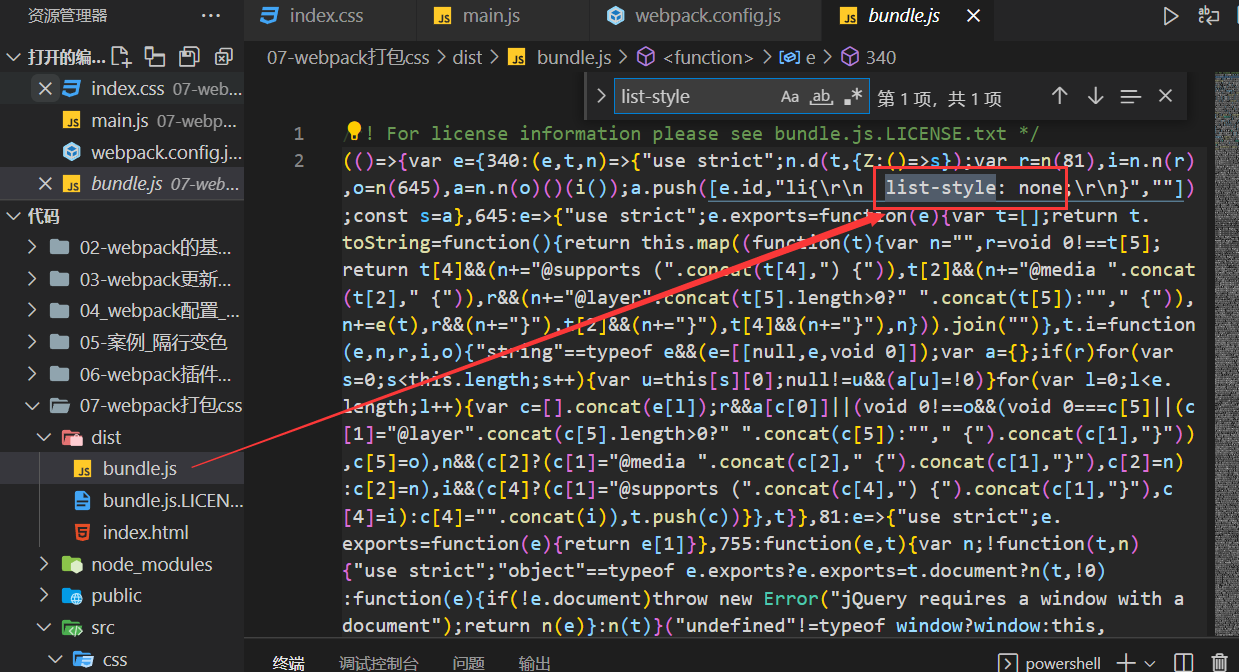 资源管理器 ...
index.css
main.js
webpack.config.js
bundle.js
打开的编...
index.css 07-web...
main.js 07-webp...
webpack.config.j...
bundle.js 07-web...
代码
02-webpack的基...
03-webpack更新...
04_webpack配置_...
05-案例_隔行变色
06-webpack插件...
07-webpack打包css
dist
bundle.js
bundle.js.LICEN...
index.html
node_modules
public
src
css
07-webpack打包css > dist > JS bundle.js > <function> > e > 340
list-style Aa ab .* 第 1 项，共 1 项
1 ! For license information please see bundle.js.LICENSE.txt */
2 (()=>{var e={340:(e,t,n)=>{"use strict";n.d(t,{Z:()=>s});var r=n(81),i=n.n(r)
,o=n(645),a=n.n(o)()(i());a.push([e.id,"li{\r\n list-style: none;\r\n}",""])
;const s=a},645:e=>{"use strict";e.exports=function(e){var t=[];return t.
toString=function(){return this.map((function(t){var n="",r=void 0!==t[5];
return t[4]&&(n+="@supports (".concat(t[4],") {")),t[2]&&(n+="@media ".concat
(t[2]," {")),r&&(n+="@layer".concat(t[5].length>0?" ".concat(t[5]):""," {")),
n+=e(t),r&&(n+="}"),t[2]&&(n+="}"),t[4]&&(n+="}"),n})).join("")},t.i=function
(e,n,r,i,o){"string"==typeof e&&(e=[[null,e,void 0]]);var a={};if(r)for(var
s=0;s<this.length;s++){var u=this[s][0];null!=u&&(a[u]=!0)}for(var l=0;l<e.
length;l++){var c=[].concat(e[l]);r&&a[c[0]]||(void 0!==o&&(void 0===c[5]||(c
[1]="@layer".concat(c[5].length>0?" ".concat(c[5]):""," {").concat(c[1],"}"))
,c[5]=o),n&&(c[2]?(c[1]="@media ".concat(c[2]," {").concat(c[1],"}"),c[2]=n)
:c[2]=n),i&&(c[4]?(c[1]="@supports (".concat(c[4],") {").concat(c[1],"}"),c
[4]=i):c[4]="".concat(i)),t.push(c))}},t}},81:e=>{"use strict";e.
exports=function(e){return e[1]}},755:function(e,t){var n;!function(t,n)
{"use strict";"object"==typeof e.exports?e.exports=t.document?n(t,!0)
:function(e){if(!e.document)throw new Error("jQuery requires a window with a
document");return n(e)}:n(t)}("undefined"!=typeof window?window:this,
终端 调试控制台 问题 输出 powershell